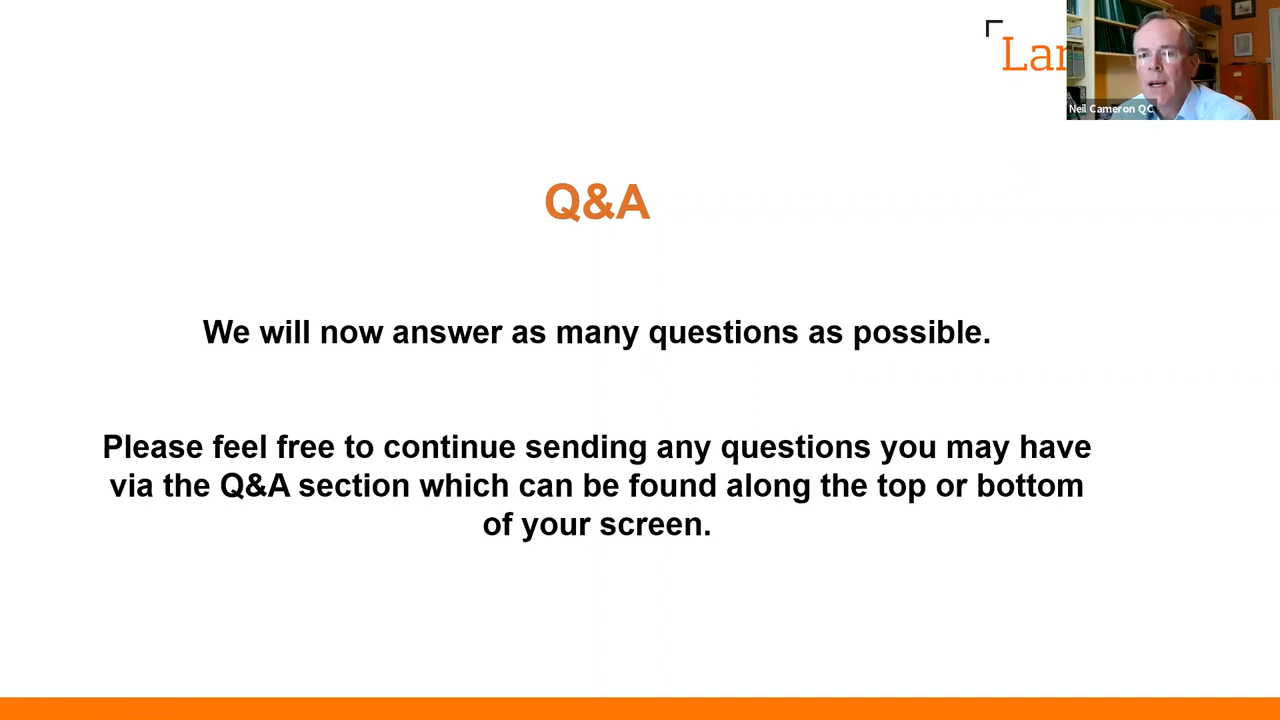 Lar
Neil Cameron QC
Q&A
We will now answer as many questions as possible.
Please feel free to continue sending any questions you may have
via the Q&A section which can be found along the top or bottom
of your screen.